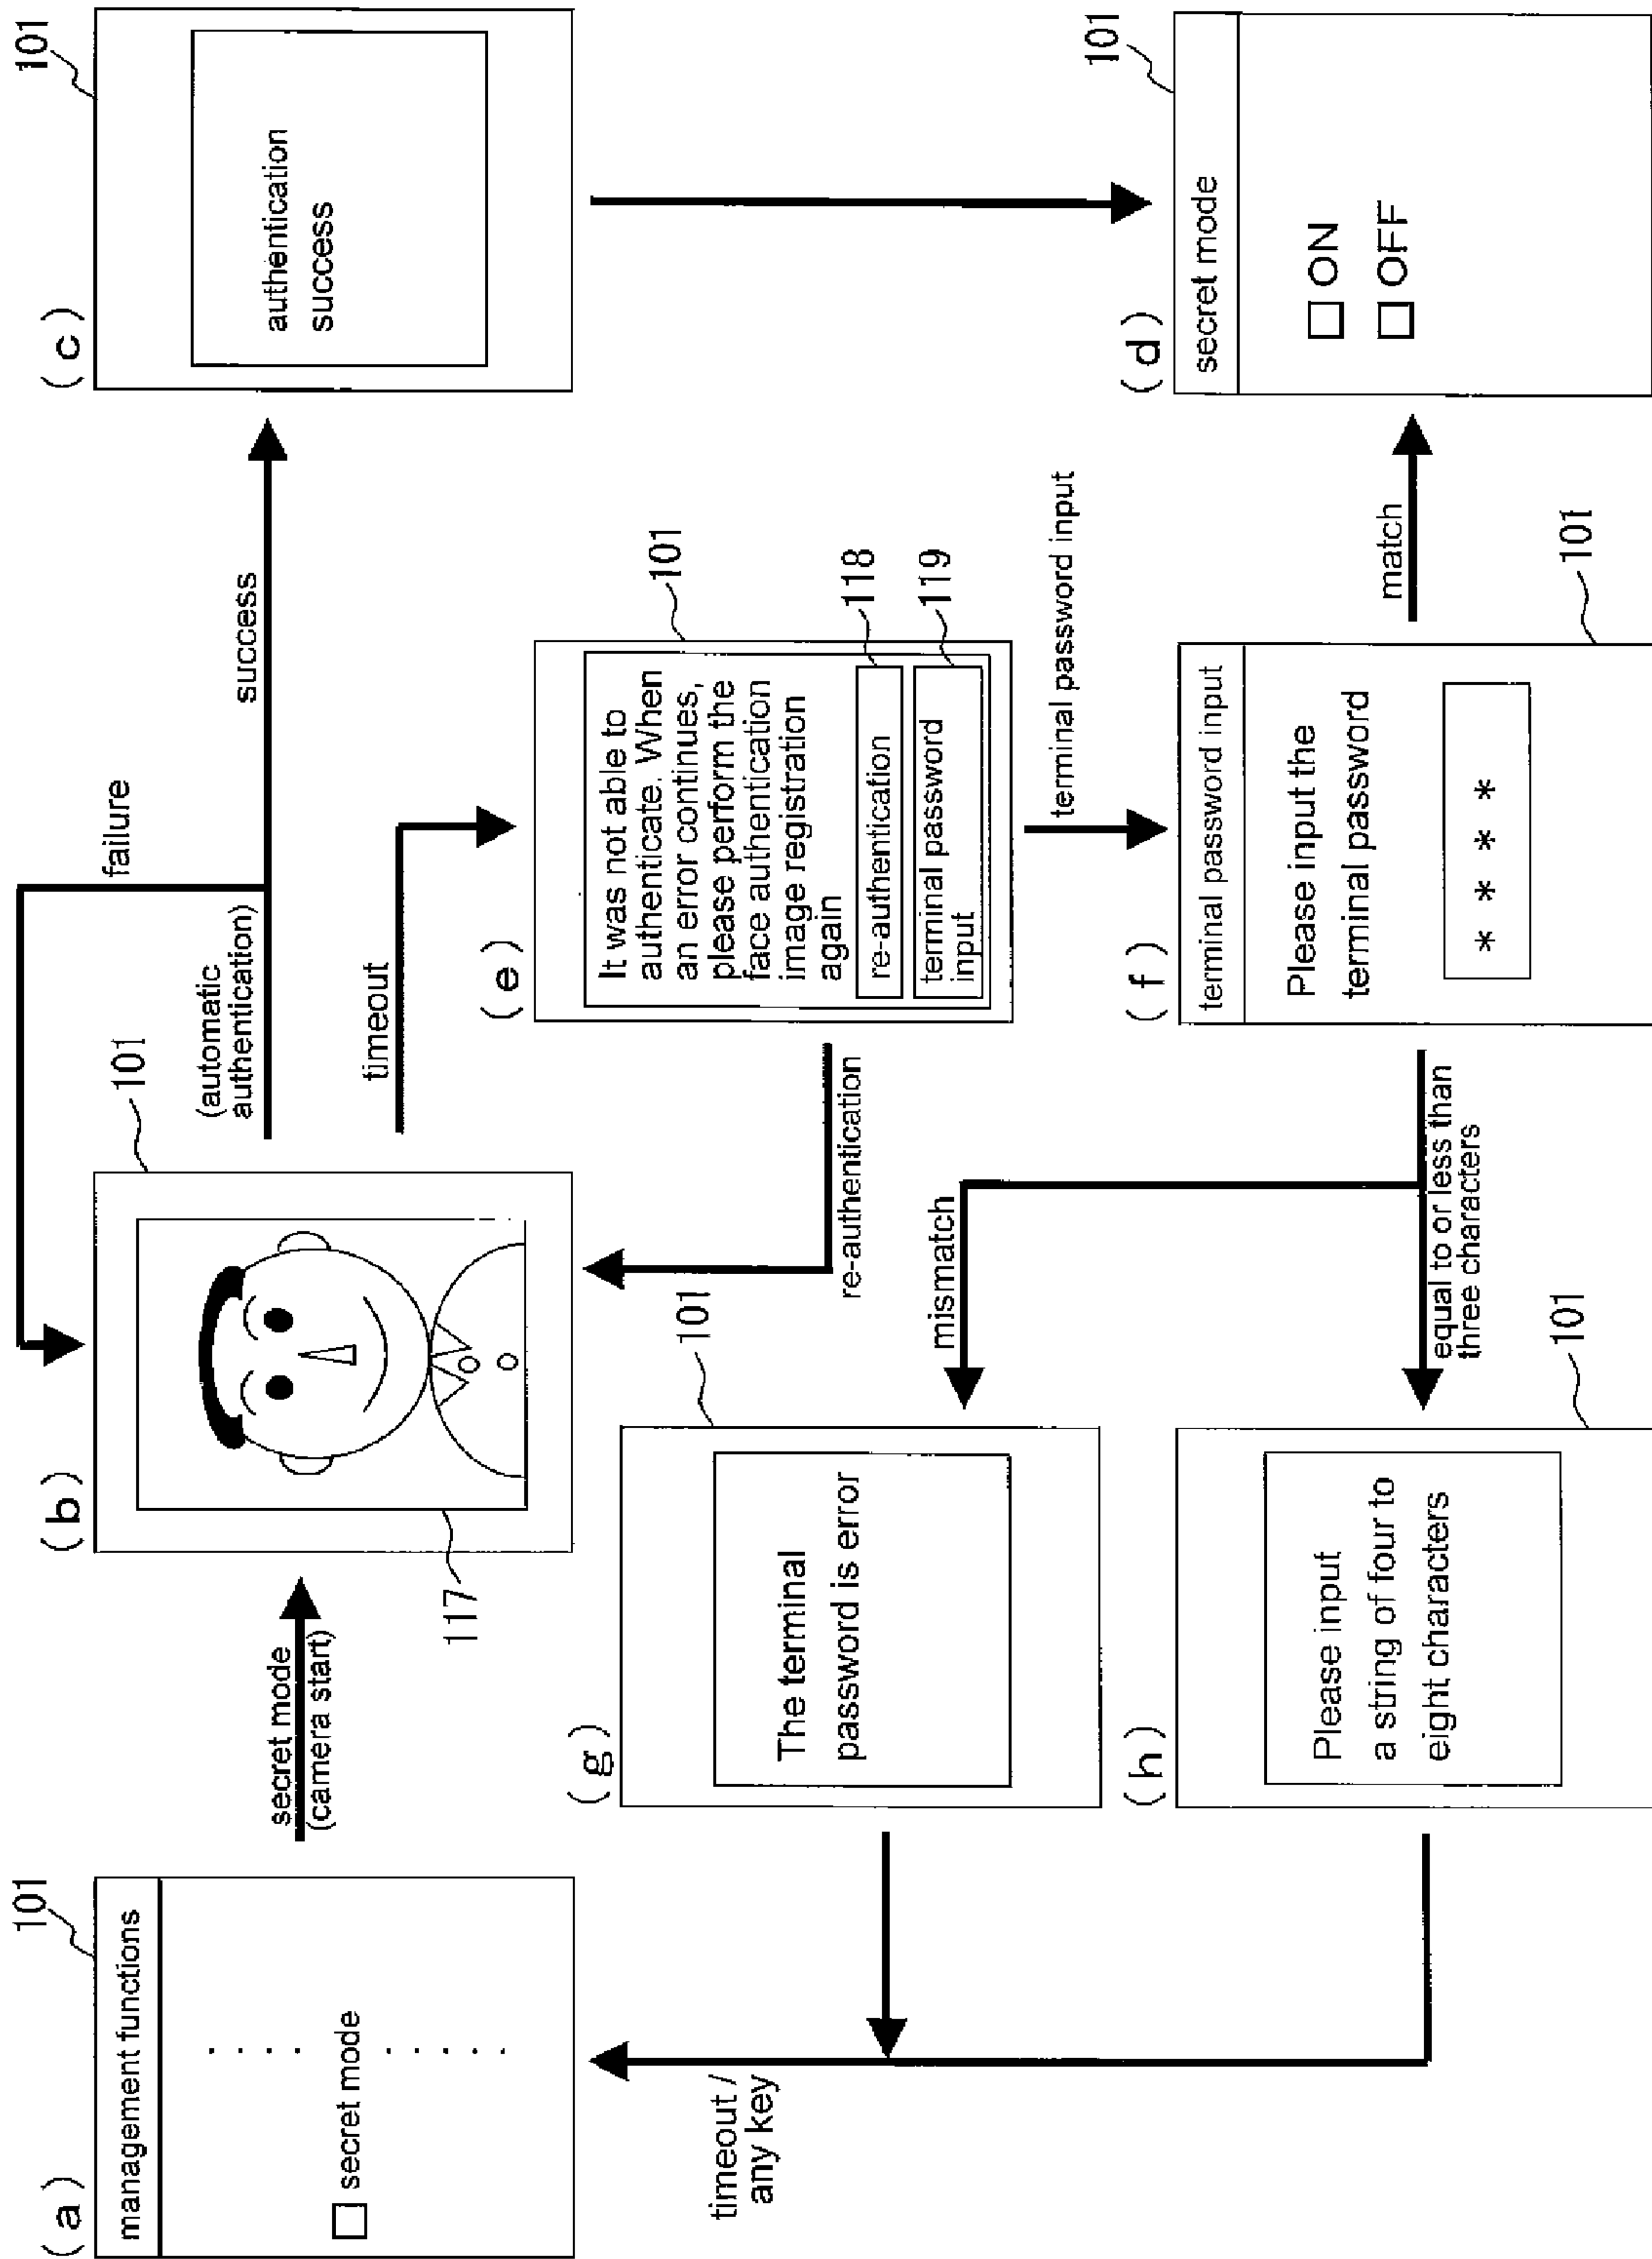 (a)
101
management functions
. . . .
secret mode
. . . . .
secret mode
(camera start)
(b)
101
117
failure
(automatic
authentication)
success
(c)
101
authentication
success
timeout
(e)
101
It was not able to
authenticate. When
an error continues,
please perform the
face authentication
image registration
again
re-authentication
118
terminal password
input
119
re-authentication
terminal password input
(d)
101
secret mode
ON
OFF
(f)
101
terminal password input
Please input the
terminal password
* * * *
match
mismatch
equal to or less than
three characters
(g)
101
The terminal
password is error
(h)
101
Please input
a string of four to
eight characters
timeout /
any key